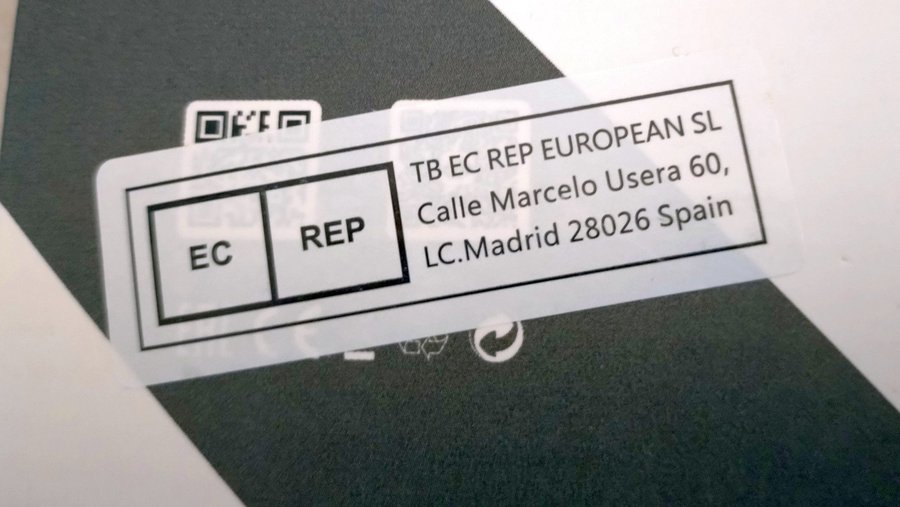 EC
REP
TB EC REP EUROPEAN SL
Calle Marcelo Usera 60,
LC.Madrid 28026 Spain